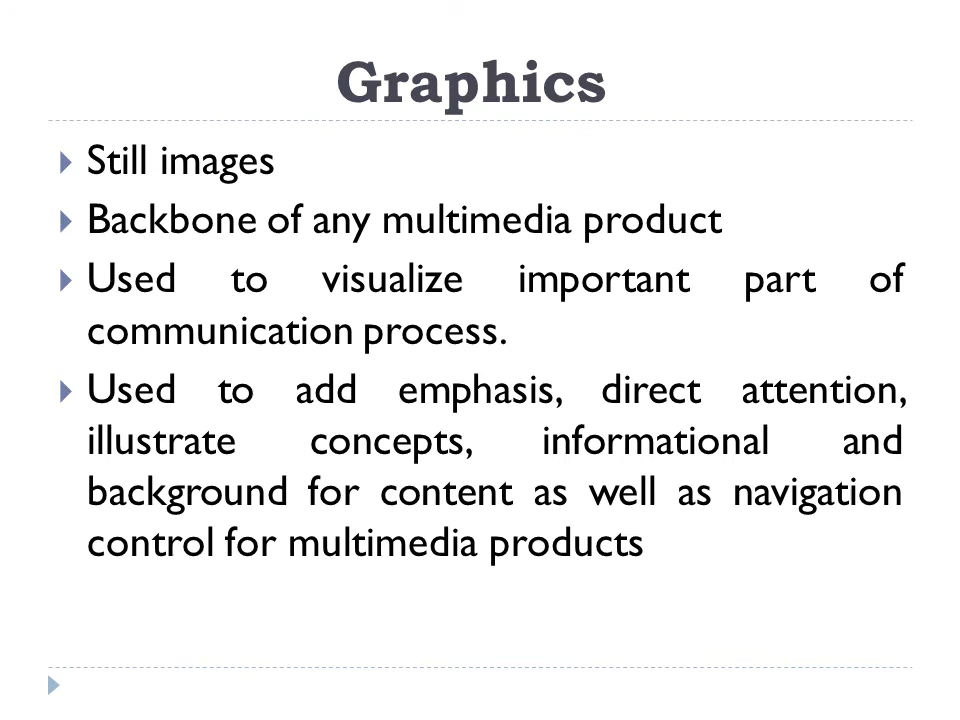 Graphics
Still images
Backbone of any multimedia product
Used to visualize important part of
communication process.
Used to add emphasis, direct attention,
illustrate concepts, informational and
background for content as well as navigation
control for multimedia products